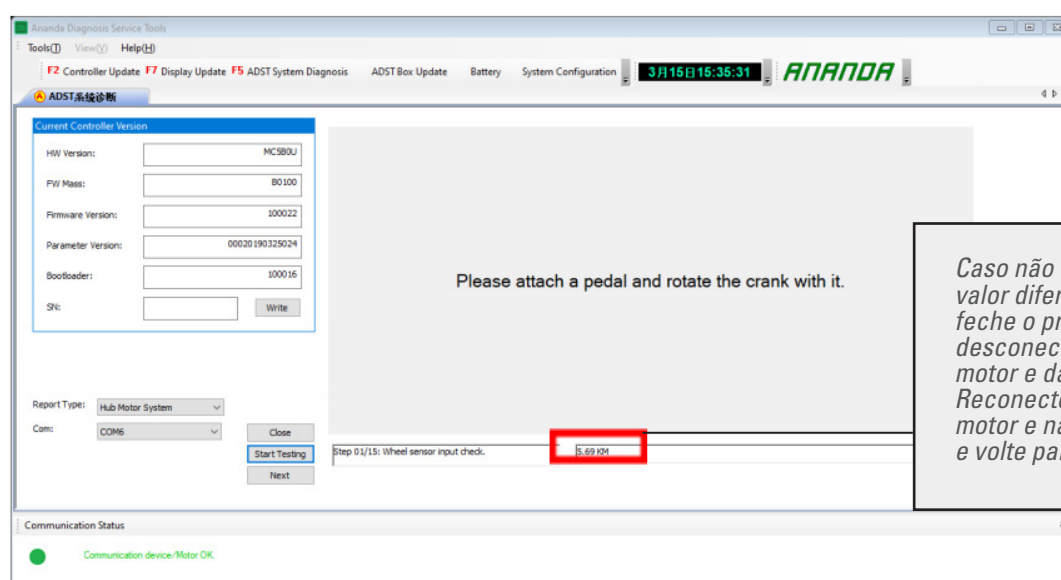 Ananda Diagnosis Service Tools
Tools(T) View(V) Help(H)
F2 Controller Update F7 Display Update F5 ADST System Diagnosis ADST Box Update Battery System Configuration 3月15日15:35:31 ANANDA
ADST系统诊断
Current Controller Version
HW Version: MC5B0U
FW Mass: B0100
Firmware Version: 100022
Parameter Version: 00020190325024
Bootloader: 100016
SN: Write
Please attach a pedal and rotate the crank with it.
Caso não
valor difer
feche o pr
desconec
motor e da
Reconecte
motor e na
e volte par
Report Type: Hub Motor System
Com: COM6 Close
Start Testing Step 01/15: Wheel sensor input check. 5.69 KM
Next
Communication Status
Communication device/Motor OK.